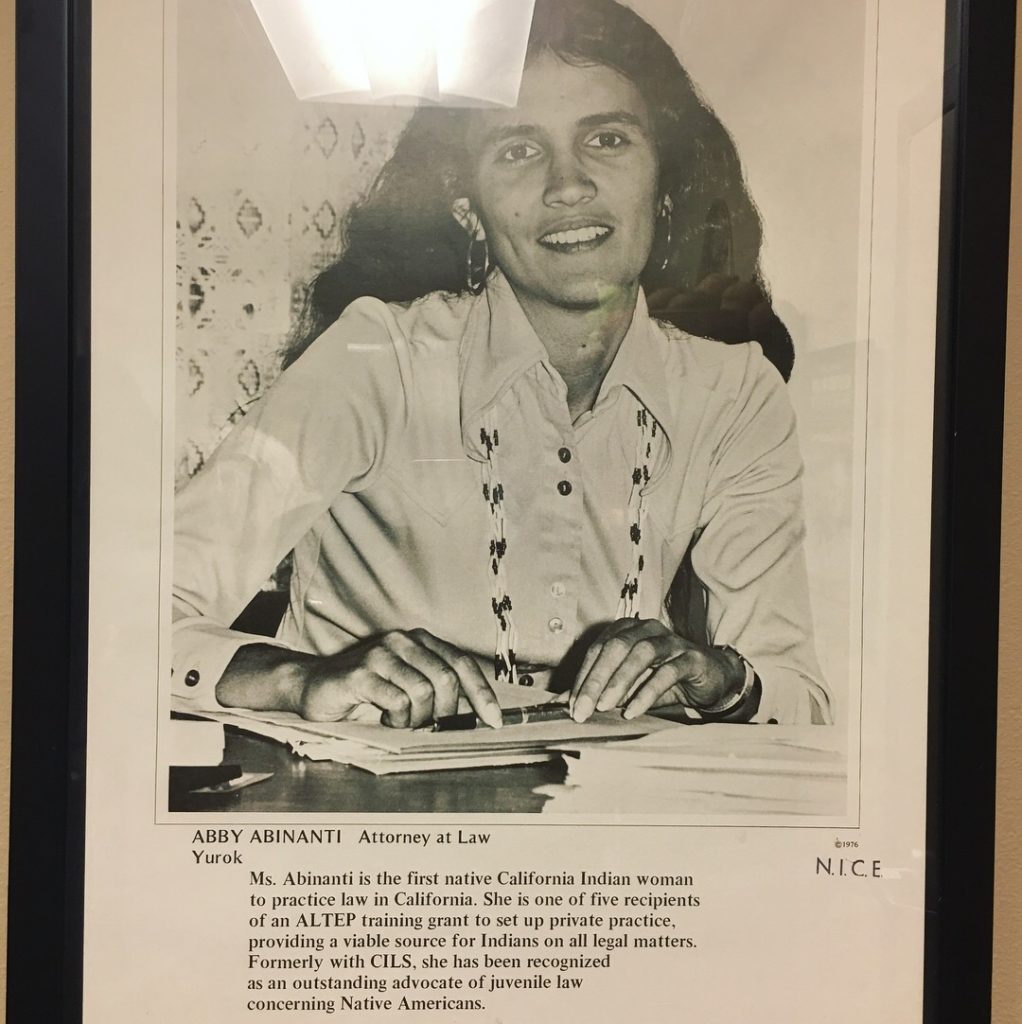 ABBY ABINANTI Attorney at Law
Yurok
©1976
N.I.C.E.
Ms. Abinanti is the first native California Indian woman
to practice law in California. She is one of five recipients
of an ALTEP training grant to set up private practice,
providing a viable source for Indians on all legal matters.
Formerly with CILS, she has been recognized
as an outstanding advocate of juvenile law
concerning Native Americans.